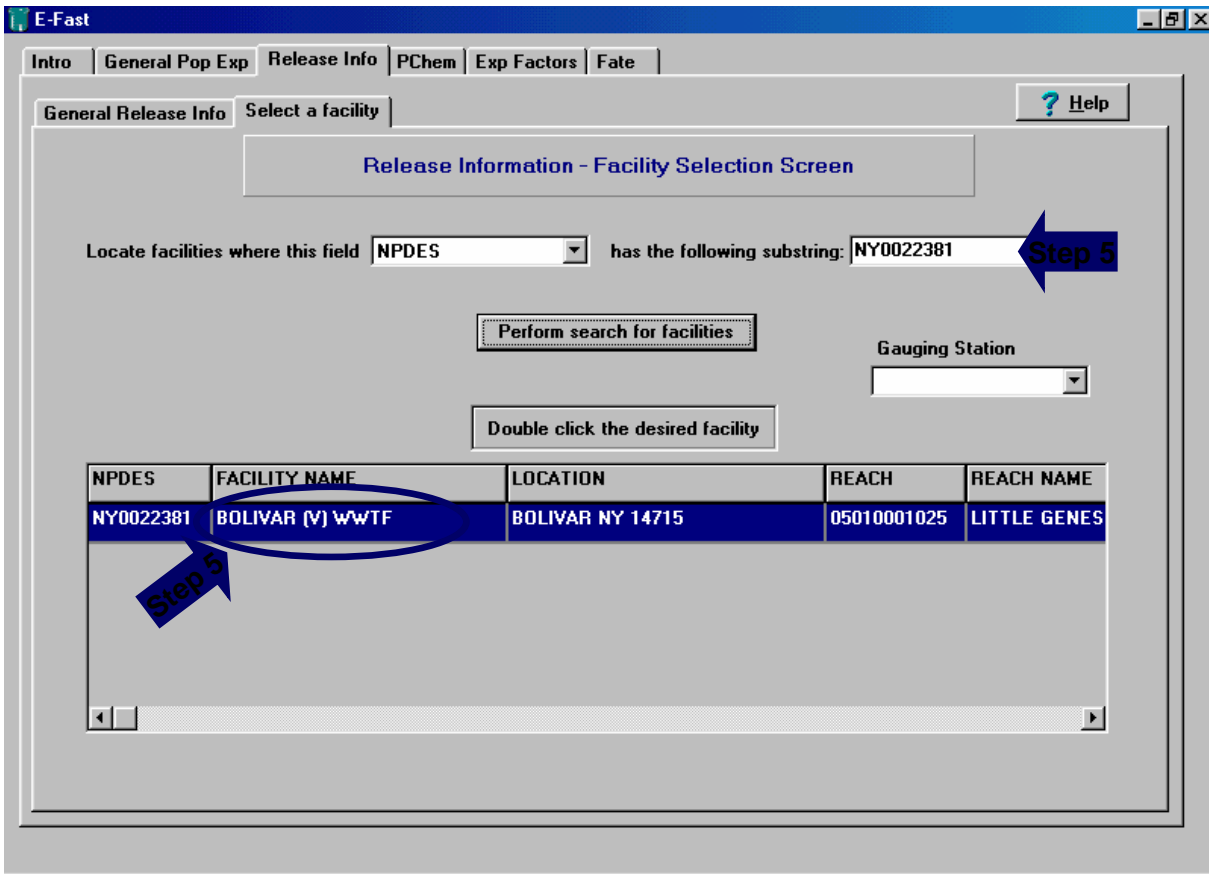 E-Fast
Intro General Pop Exp Release Info PChem Exp Factors Fate
General Release Info Select a facility
? Help
Release Information - Facility Selection Screen
Locate facilities where this field NPDES has the following substring: NY0022381
Step 5
Perform search for facilities
Gauging Station
Double click the desired facility
NPDES FACILITY NAME LOCATION REACH REACH NAME
NY0022381 BOLIVAR (V) WWTF BOLIVAR NY 14715 05010001025 LITTLE GENES
Step 5